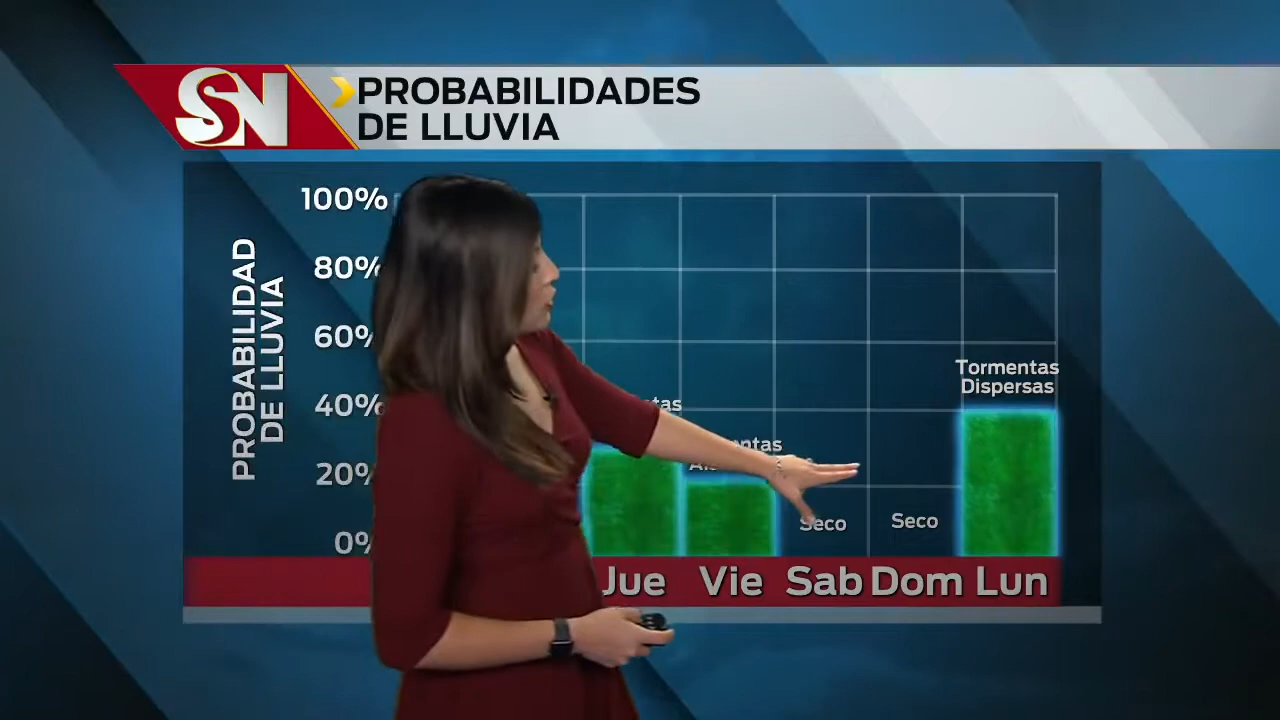 SN
PROBABILIDADES
DE LLUVIA
PROBABILIDAD
DE LLUVIA
100%
80%
60%
40%
20%
0%
Tormentas
Dispersas
Seco
Seco
Jue Vie Sab Dom Lun